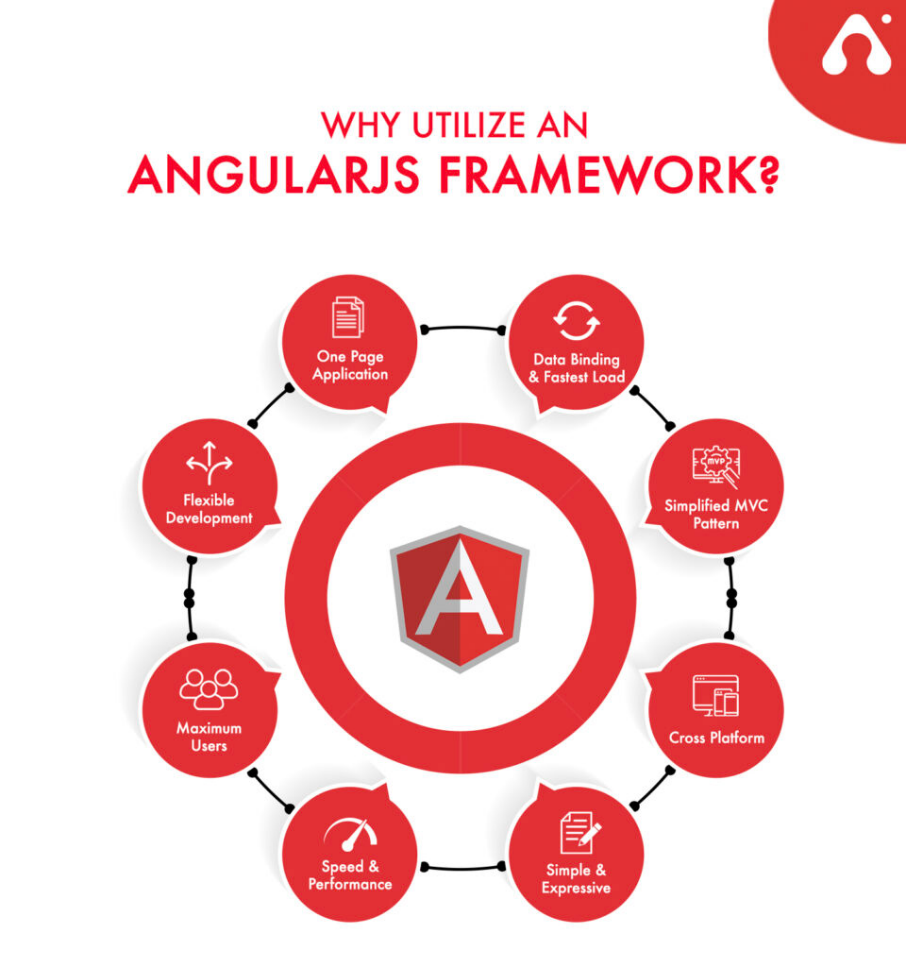 WHY UTILIZE AN
ANGULARJS FRAMEWORK?
One Page
Application
Data Binding
& Fastest Load
Flexible
Development
MVP
Simplified MVC
Pattern
Maximum
Users
Cross Platform
Speed &
Performance
Simple &
Expressive
A